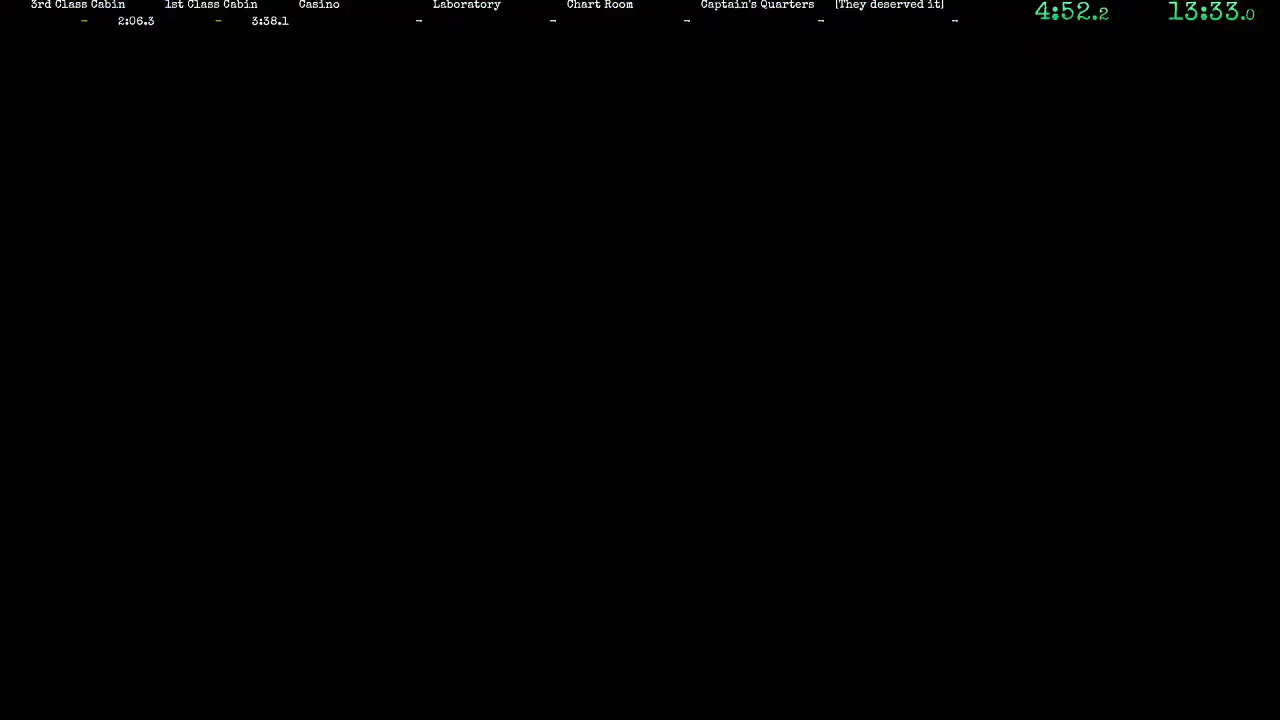 3rd Class Cabin 1st Class Cabin Casino Laboratory Chart Room Captain's Quarters [They deserved it] 4:52.2 13:33.0
– 2:06.3 – 3:38.1 – – – – –